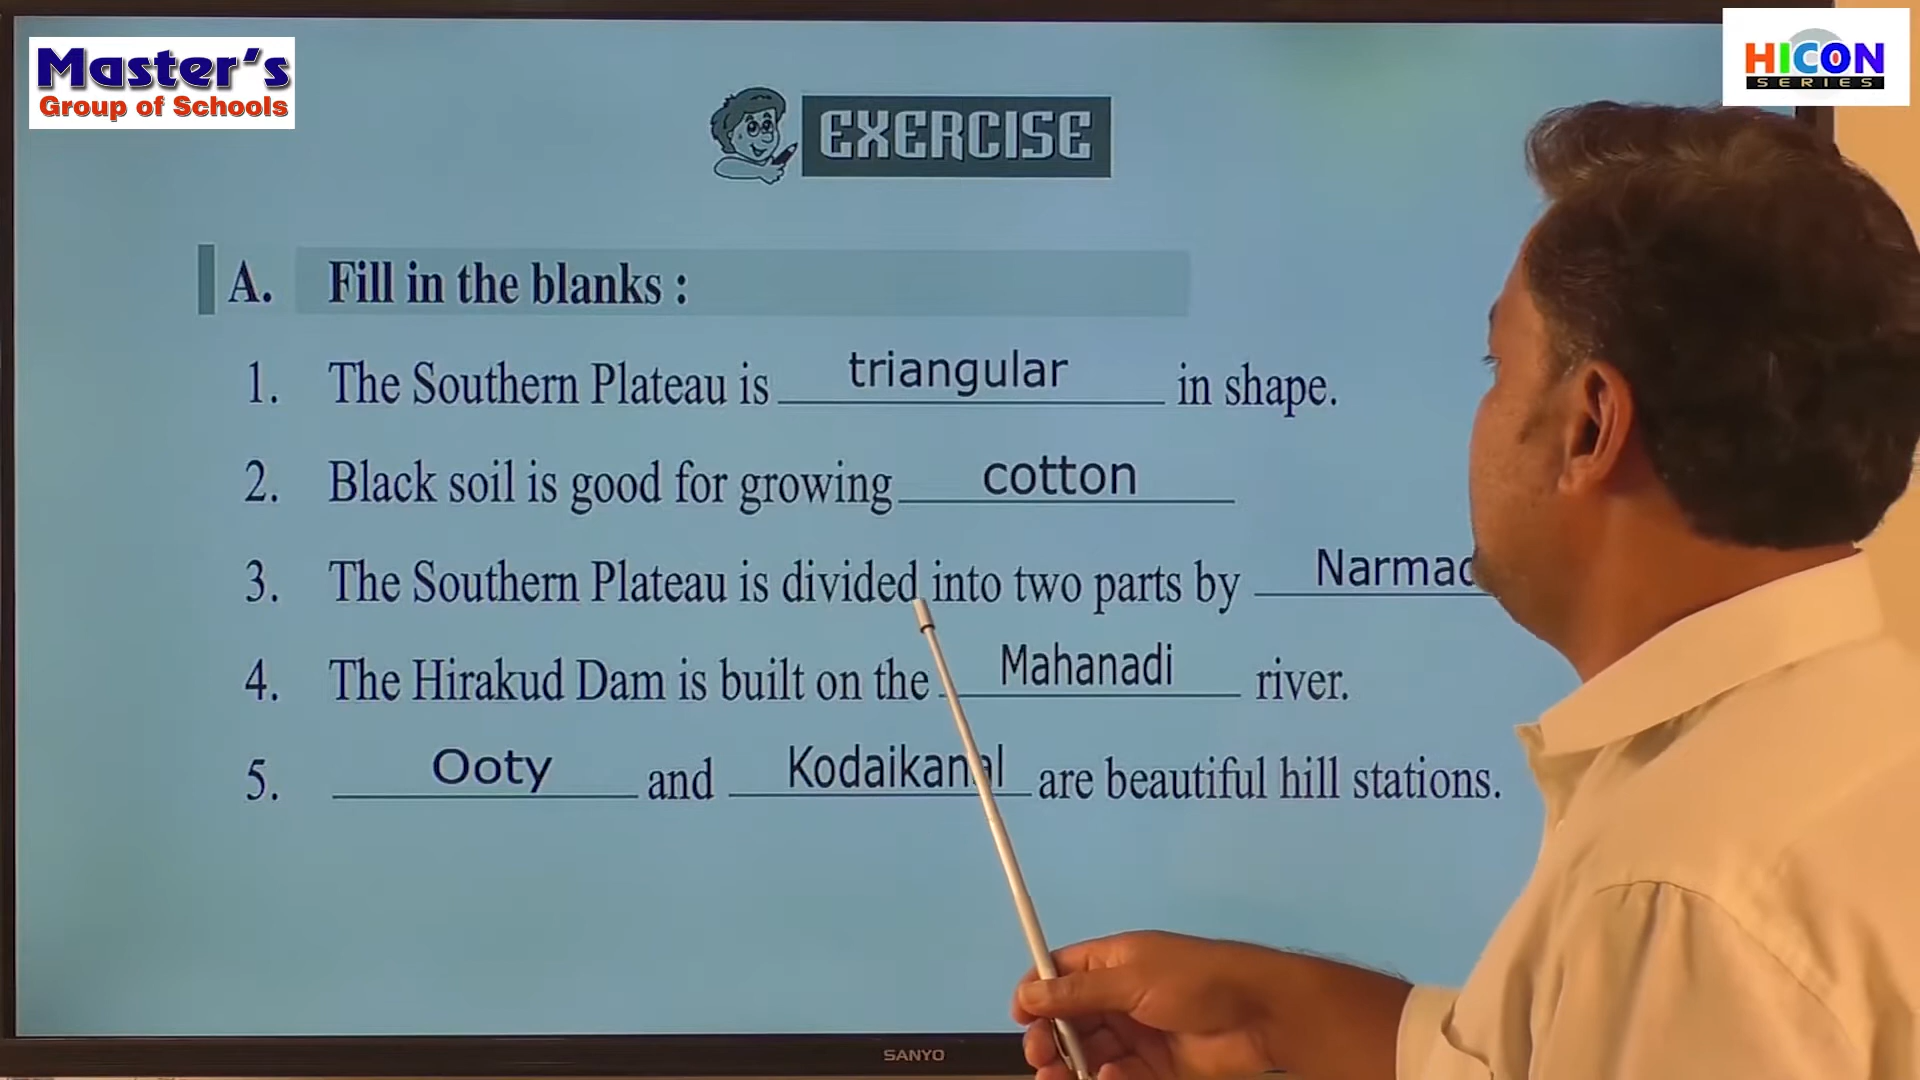 Master's
Group of Schools
HICON
SERIES
EXERCISE
A. Fill in the blanks :
1. The Southern Plateau is triangular in shape.
2. Black soil is good for growing cotton
3. The Southern Plateau is divided into two parts by
4. The Hirakud Dam is built on the Mahanadi river.
5. Ooty and Kodaikanal are beautiful hill stations.
SANYO